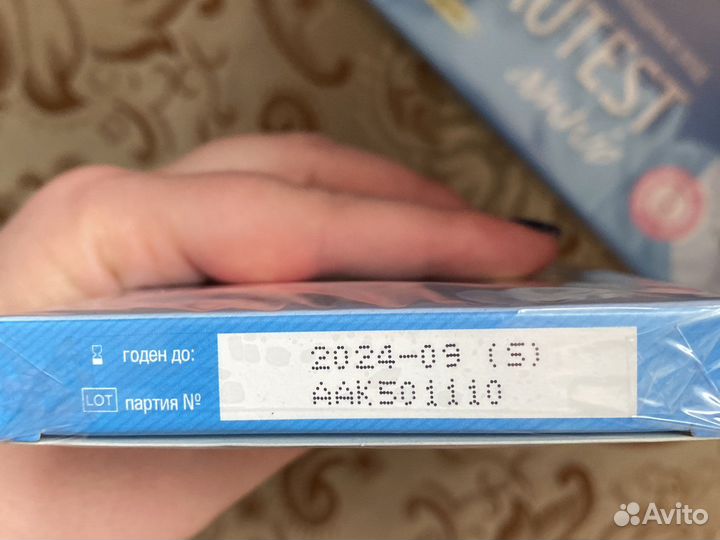 UTEST
годен до: 2024-09 (S)
LOT партия № AAK501110
Avito